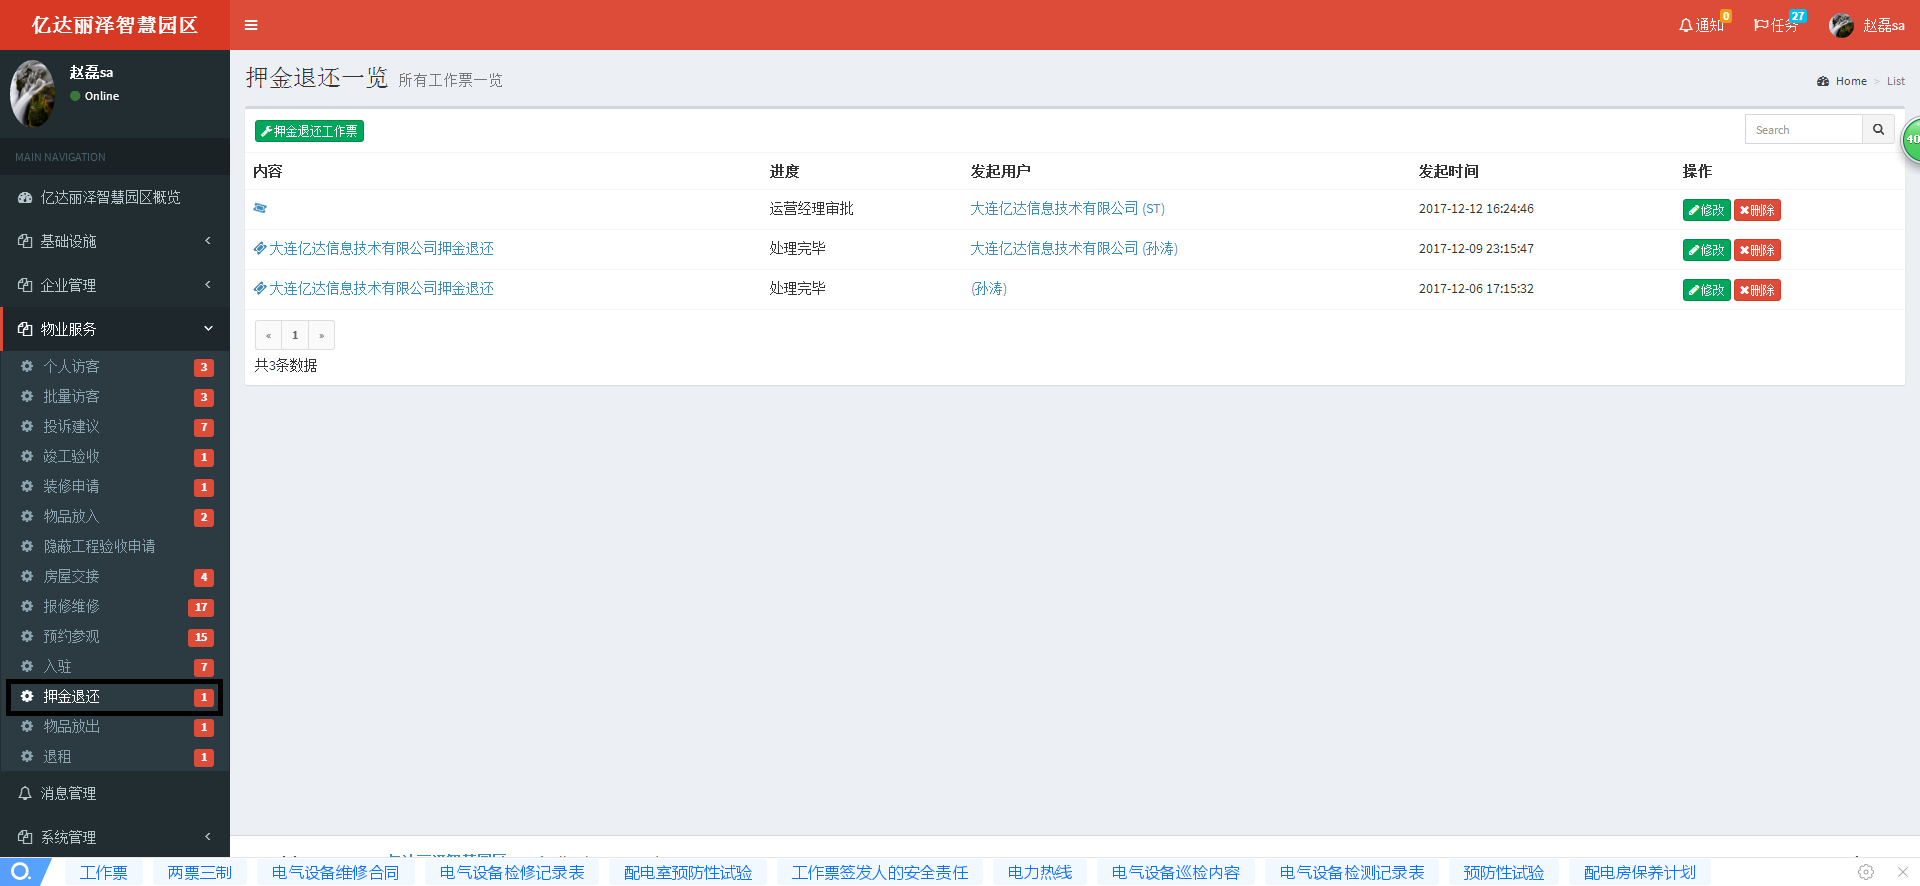 亿达丽泽智慧园区
通知 0
任务 27
赵磊sa
赵磊sa
Online
MAIN NAVIGATION
亿达丽泽智慧园区概览
基础设施
企业管理
物业服务
个人访客 3
批量访客 3
投诉建议 7
竣工验收 1
装修申请 1
物品放入 2
隐蔽工程验收申请
房屋交接 4
报修维修 17
预约参观 15
入驻 7
押金退还 1
物品放出 1
退租 1
消息管理
系统管理
押金退还一览 所有工作票一览
Home > List
押金退还工作票
Search
40
内容 进度 发起用户 发起时间 操作
运营经理审批 大连亿达信息技术有限公司 (ST) 2017-12-12 16:24:46 修改 删除
大连亿达信息技术有限公司押金退还 处理完毕 大连亿达信息技术有限公司 (孙涛) 2017-12-09 23:15:47 修改 删除
大连亿达信息技术有限公司押金退还 处理完毕 (孙涛) 2017-12-06 17:15:32 修改 删除
« 1 »
共3条数据
工作票 两票三制 电气设备维修合同 电气设备检修记录表 配电室预防性试验 工作票签发人的安全责任 电力热线 电气设备巡检内容 电气设备检测记录表 预防性试验 配电房保养计划